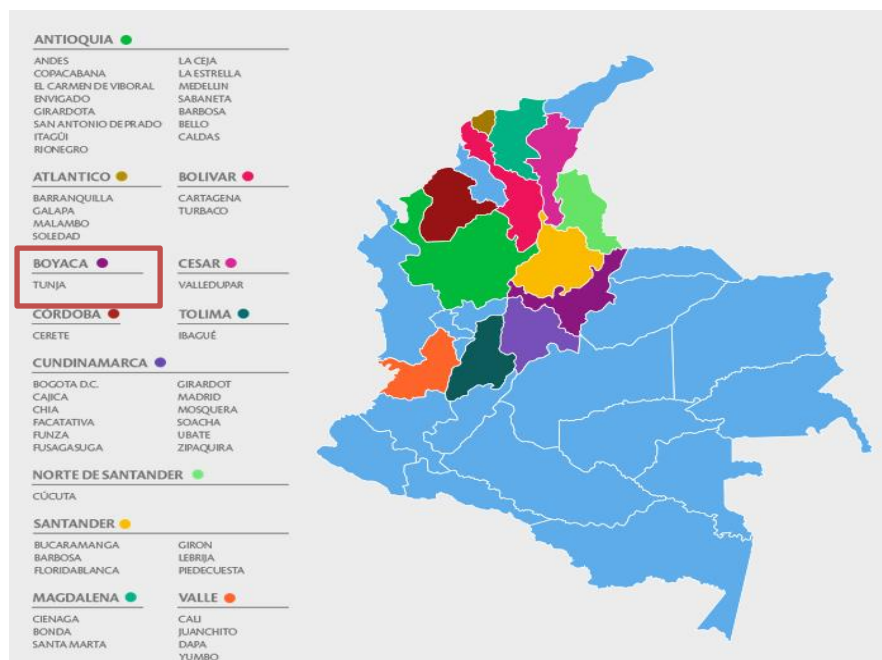 ANTIOQUIA
ANDES
COPACABANA
EL CARMEN DE VIBORAL
ENVIGADO
GIRARDOTA
SAN ANTONIO DE PRADO
ITAGÜI
RIONEGRO
LA CEJA
LA ESTRELLA
MEDELLIN
SABANETA
BARBOSA
BELLO
CALDAS
ATLANTICO
BARRANQUILLA
GALAPA
MALAMBO
SOLEDAD
BOLIVAR
CARTAGENA
TURBACO
BOYACA
TUNJA
CESAR
VALLEDUPAR
CÓRDOBA
CERETE
TOLIMA
IBAGUÉ
CUNDINAMARCA
BOGOTA D.C.
CAJICA
CHIA
FACATATIVA
FUNZA
FUSAGASUGA
GIRARDOT
MADRID
MOSQUERA
SOACHA
UBATE
ZIPAQUIRA
NORTE DE SANTANDER
CÚCUTA
SANTANDER
BUCARAMANGA
BARBOSA
FLORIDABLANCA
GIRON
LEBRIJA
PIEDECUESTA
MAGDALENA
CIENAGA
BONDA
SANTA MARTA
VALLE
CALI
JUANCHITO
DAPA
YUMBO